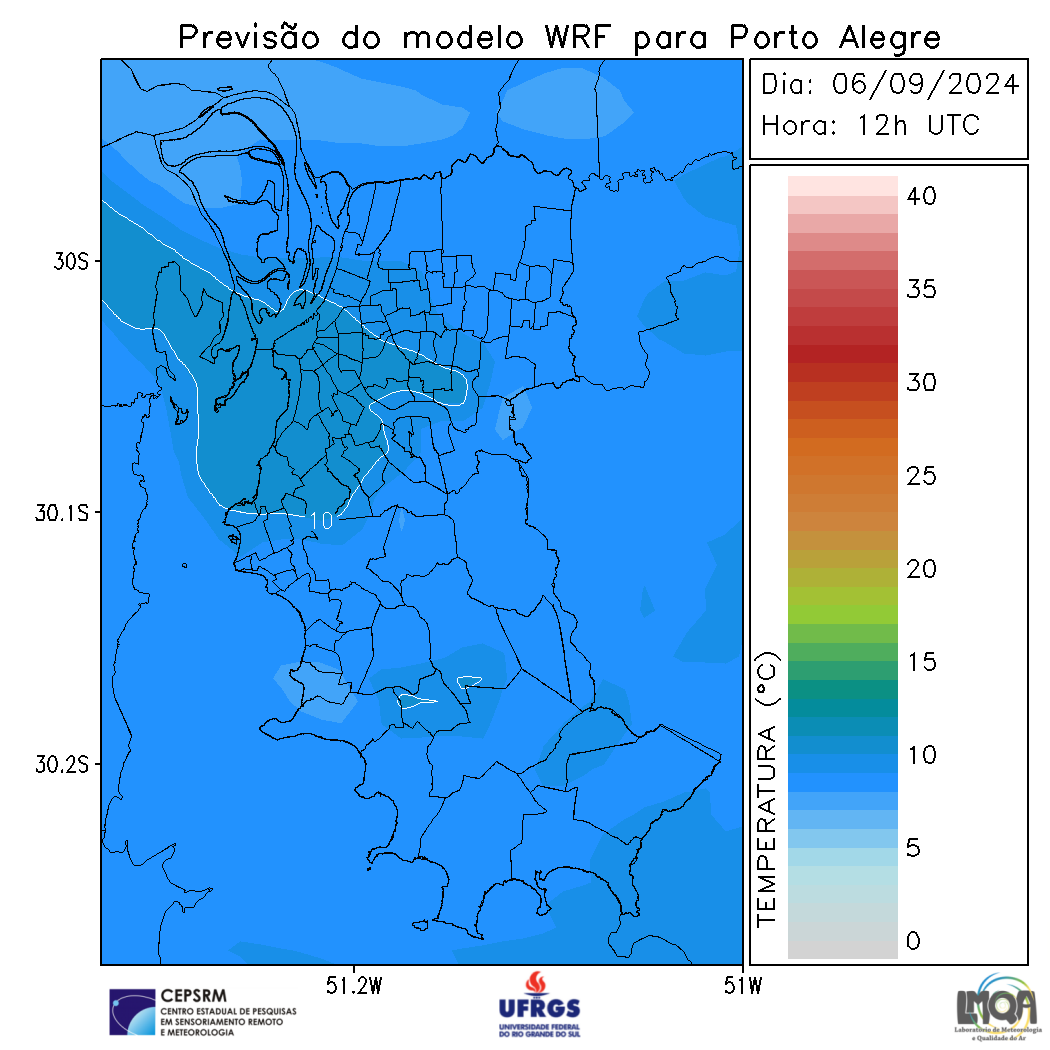 Previsão do modelo WRF para Porto Alegre
Dia: 06/09/2024
Hora: 12h UTC
40
35
30
25
20
15
10
5
0
TEMPERATURA (°C)
30S
30.1S
30.2S
10
51.2W
51W
CEPSRM
CENTRO ESTADUAL DE PESQUISAS
EM SENSORIAMENTO REMOTO
E METEOROLOGIA
UFRGS
UNIVERSIDADE FEDERAL
DO RIO GRANDE DO SUL
LMQA
Laboratório de Meteorologia
e Qualidade do Ar